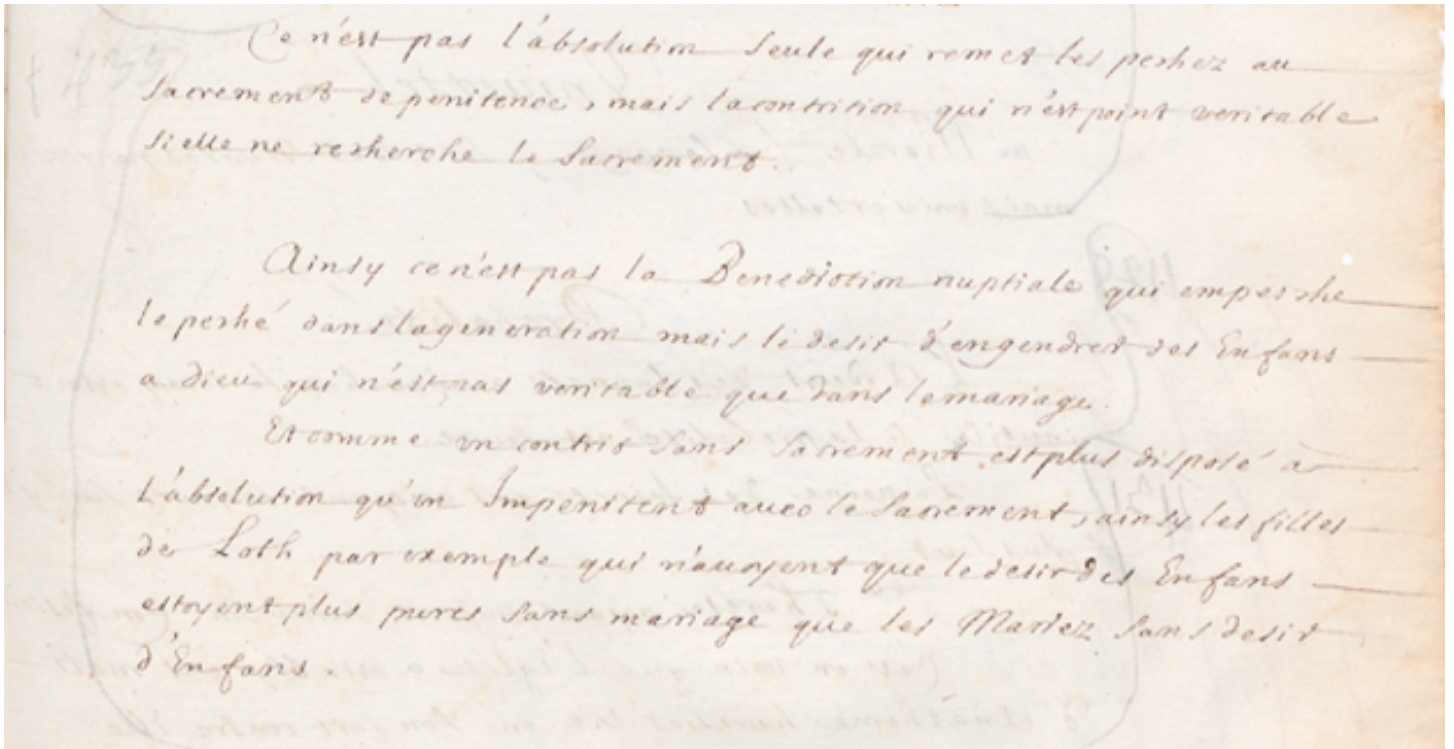 Ce n'est pas l'absolution seule qui remet les pechez au
sacrement de penitence, mais la contrition qui n'est point veritable
si elle ne recherche le Sacrement.
Ainsy ce n'est pas la Benediction nuptiale qui empesche
le peché dans la generation mais le desir d'engendrer des Enfans
a dieu qui n'est pas veritable que dans le mariage.
Et comme un contrit sans sacrement est plus disposé à
L'absolution qu'un Impenitent avec le Sacrement, ainsy les filles
de Loth par exemple qui n'auoyent que le desir des Enfans
estoyent plus pures sans mariage que les Mariez sans desir
d'Enfans